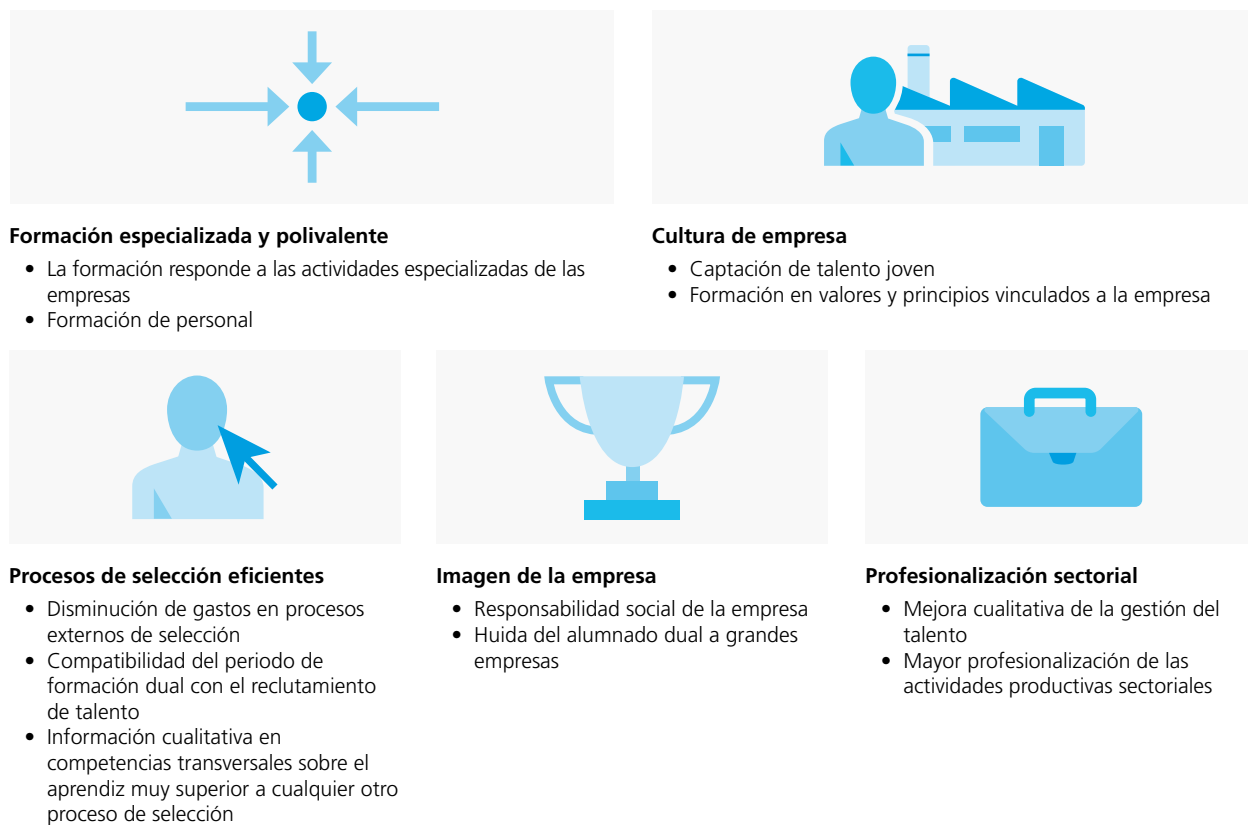 Formación especializada y polivalente
• La formación responde a las actividades especializadas de las
empresas
• Formación de personal
Cultura de empresa
• Captación de talento joven
• Formación en valores y principios vinculados a la empresa
Procesos de selección eficientes
• Disminución de gastos en procesos
externos de selección
• Compatibilidad del periodo de
formación dual con el reclutamiento
de talento
• Información cualitativa en
competencias transversales sobre el
aprendiz muy superior a cualquier otro
proceso de selección
Imagen de la empresa
• Responsabilidad social de la empresa
• Huida del alumnado dual a grandes
empresas
Profesionalización sectorial
• Mejora cualitativa de la gestión del
talento
• Mayor profesionalización de las
actividades productivas sectoriales